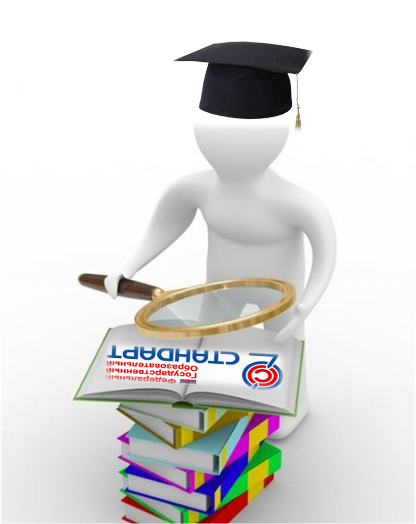 Федеральный
Государственный
Образовательный
СТАНДАРТ